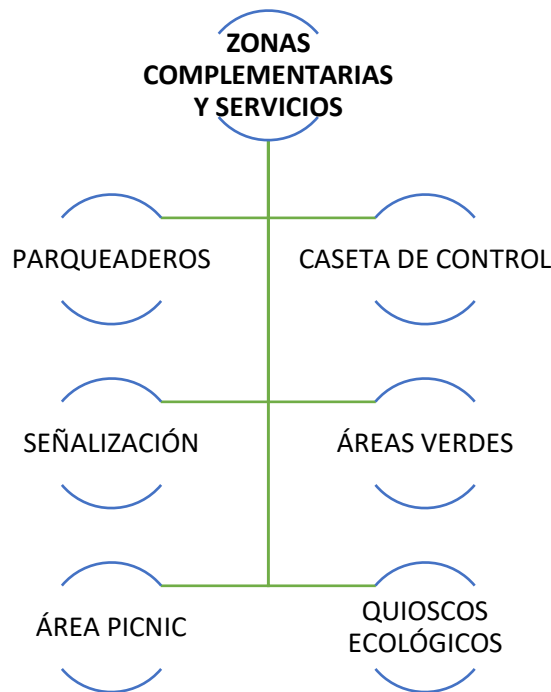 ZONAS
COMPLEMENTARIAS
Y SERVICIOS
PARQUEADEROS
CASETA DE CONTROL
SEÑALIZACIÓN
ÁREAS VERDES
ÁREA PICNIC
QUIOSCOS
ECOLÓGICOS